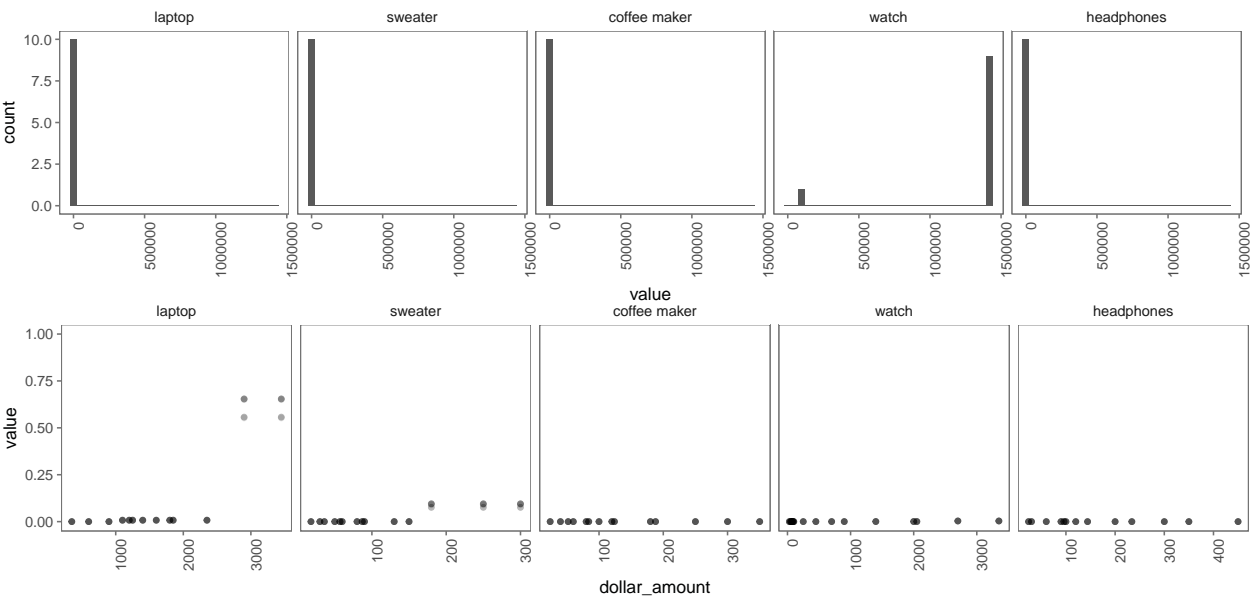 laptop sweater coffee maker watch headphones
10.0
7.5
5.0
2.5
0.0
count
0 500000 1000000 1500000 0 500000 1000000 1500000 0 500000 1000000 1500000 0 500000 1000000 1500000 0 500000 1000000 1500000
value
laptop sweater coffee maker watch headphones
1.00
0.75
0.50
0.25
0.00
value
1000 2000 3000 100 200 300 100 200 300 0 1000 2000 3000 100 200 300 400
dollar_amount